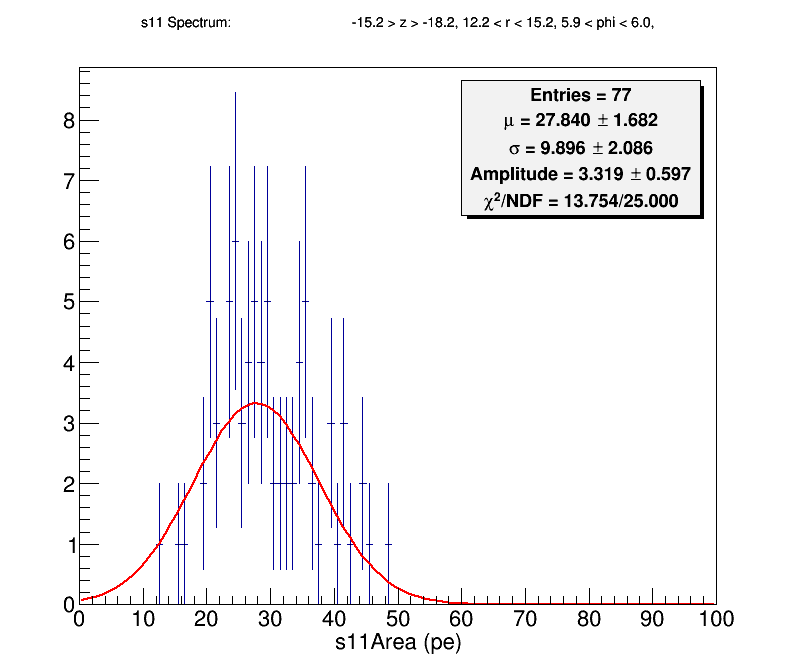 s11 Spectrum: -15.2 > z > -18.2, 12.2 < r < 15.2, 5.9 < phi < 6.0,
Entries = 77
μ = 27.840 ± 1.682
σ = 9.896 ± 2.086
Amplitude = 3.319 ± 0.597
χ²/NDF = 13.754/25.000
8
7
6
5
4
3
2
1
0
0 10 20 30 40 50 60 70 80 90 100
s11Area (pe)